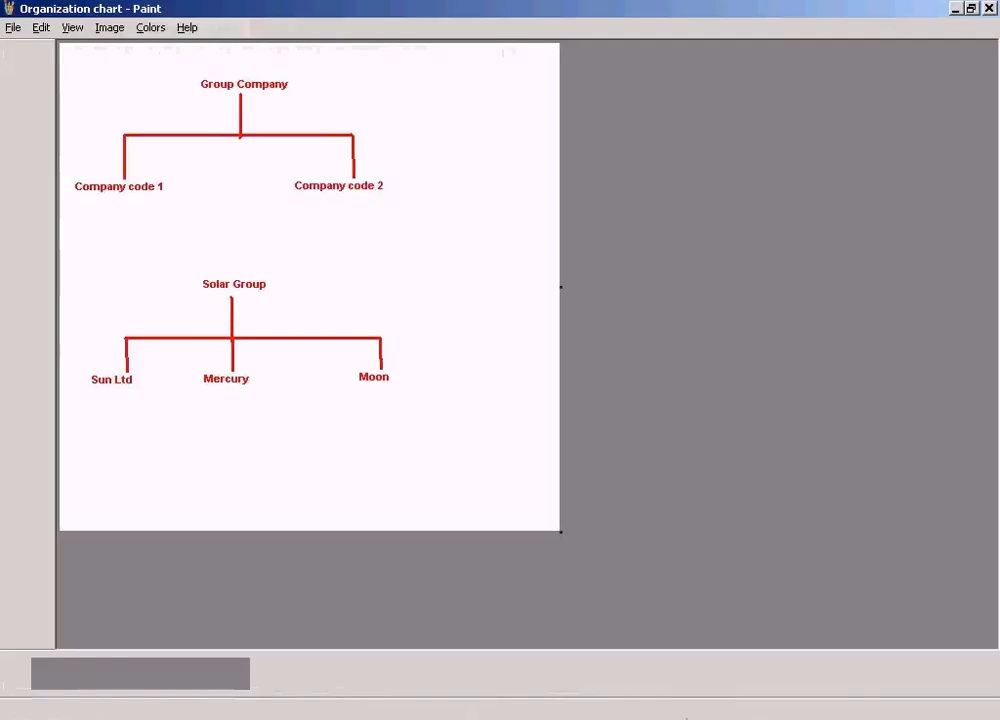 Organization chart - Paint
File Edit View Image Colors Help
Group Company
Company code 1 Company code 2
Solar Group
Sun Ltd Mercury Moon